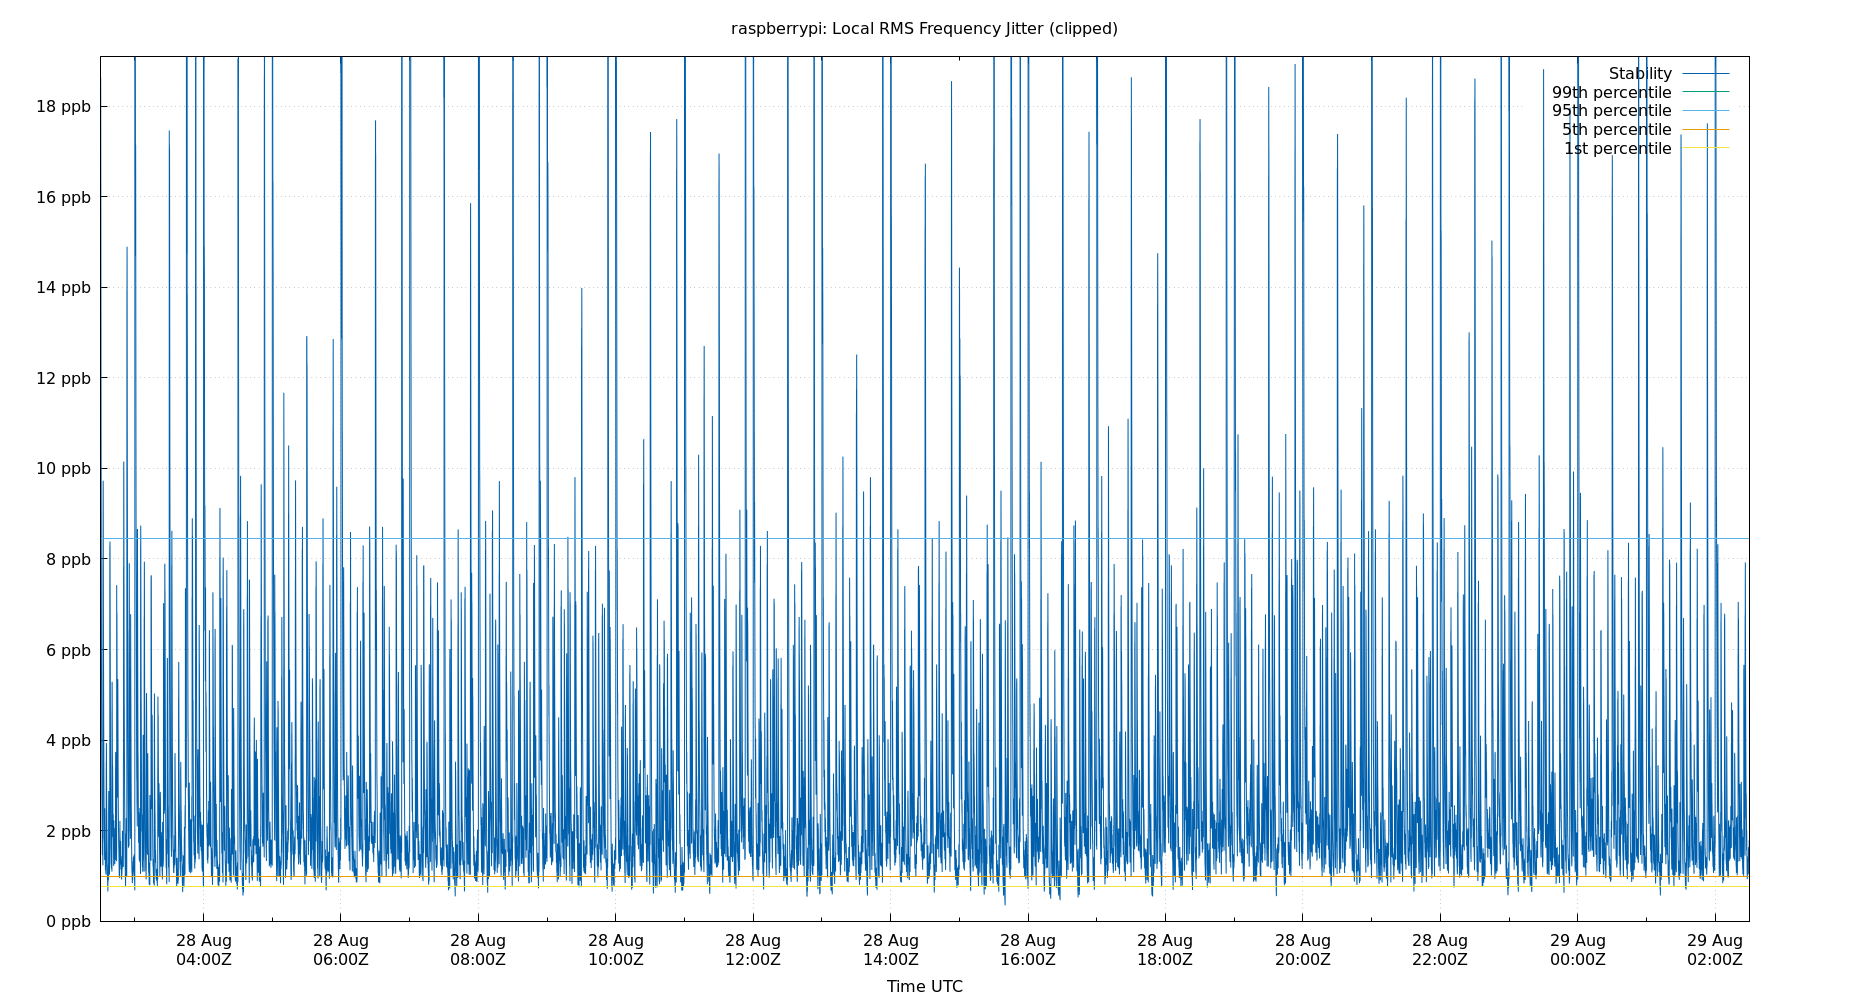 raspberrypi: Local RMS Frequency Jitter (clipped)
Stability
99th percentile
95th percentile
5th percentile
1st percentile
18 ppb
16 ppb
14 ppb
12 ppb
10 ppb
8 ppb
6 ppb
4 ppb
2 ppb
0 ppb
28 Aug 28 Aug 28 Aug 28 Aug 28 Aug 28 Aug 28 Aug 28 Aug 28 Aug 28 Aug 29 Aug 29 Aug
04:00Z 06:00Z 08:00Z 10:00Z 12:00Z 14:00Z 16:00Z 18:00Z 20:00Z 22:00Z 00:00Z 02:00Z
Time UTC